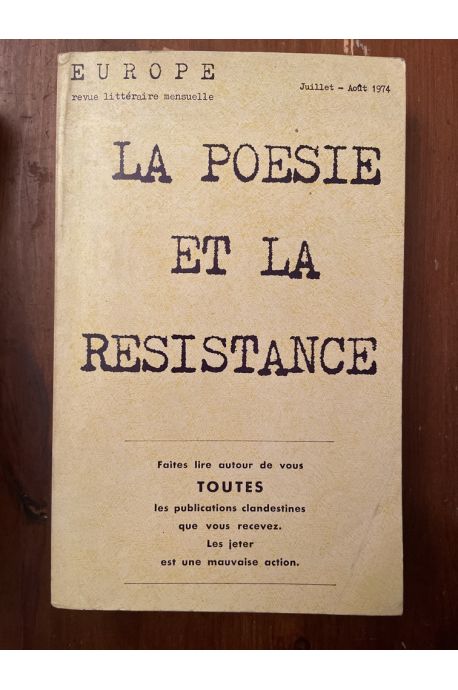 EUROPE
revue littéraire mensuelle
Juillet - Août 1974
LA POESIE
ET LA
RESISTANCE
Faites lire autour de vous
TOUTES
les publications clandestines
que vous recevez.
Les jeter
est une mauvaise action.